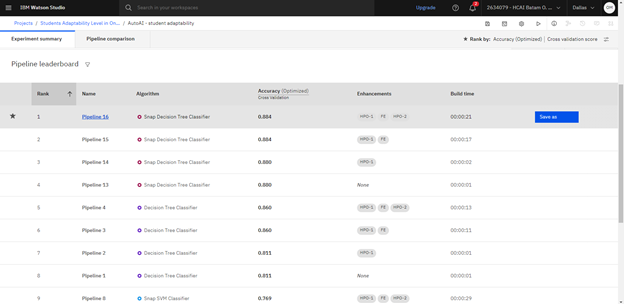 IBM Watson Studio
Search in your workspaces
Upgrade
2634079 - HCAI Batam O...
Dallas
Projects / Students Adaptability Level in On... / AutoAI - student adaptability
Experiment summary
Pipeline comparison
Rank by: Accuracy (Optimized) | Cross validation score
Pipeline leaderboard
Rank Name Algorithm Accuracy (Optimized) Cross Validation Enhancements Build time
1 Pipeline 16 Snap Decision Tree Classifier 0.884 HPO-1 FE HPO-2 00:00:21 Save as
2 Pipeline 15 Snap Decision Tree Classifier 0.884 HPO-1 FE 00:00:17
3 Pipeline 14 Snap Decision Tree Classifier 0.880 HPO-1 00:00:02
4 Pipeline 13 Snap Decision Tree Classifier 0.880 None 00:00:01
5 Pipeline 4 Decision Tree Classifier 0.860 HPO-1 FE HPO-2 00:00:13
6 Pipeline 3 Decision Tree Classifier 0.860 HPO-1 FE 00:00:11
7 Pipeline 2 Decision Tree Classifier 0.811 HPO-1 00:00:01
8 Pipeline 1 Decision Tree Classifier 0.811 None 00:00:01
9 Pipeline 8 Snap SVM Classifier 0.769 HPO-1 FE HPO-2 00:00:29